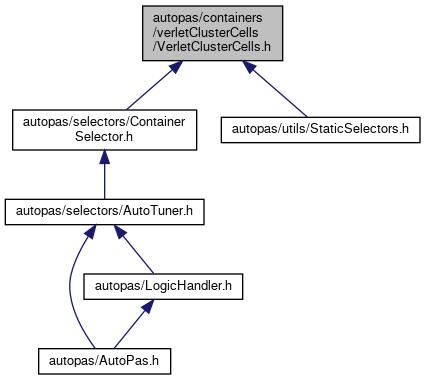 autopas/containers
/verletClusterCells
/VerletClusterCells.h
autopas/selectors/Container
Selector.h
autopas/utils/StaticSelectors.h
autopas/selectors/AutoTuner.h
autopas/LogicHandler.h
autopas/AutoPas.h